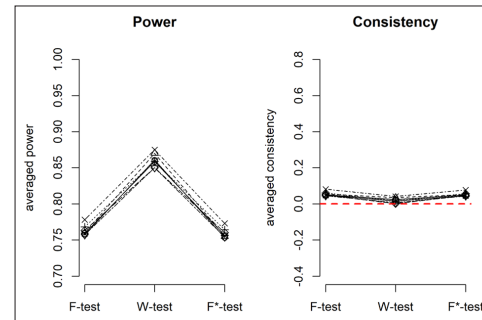 Power
averaged power
1.00
0.95
0.90
0.85
0.80
0.75
0.70
F-test W-test F*-test
Consistency
averaged consistency
0.8
0.6
0.4
0.2
0.0
-0.2
-0.4
F-test W-test F*-test